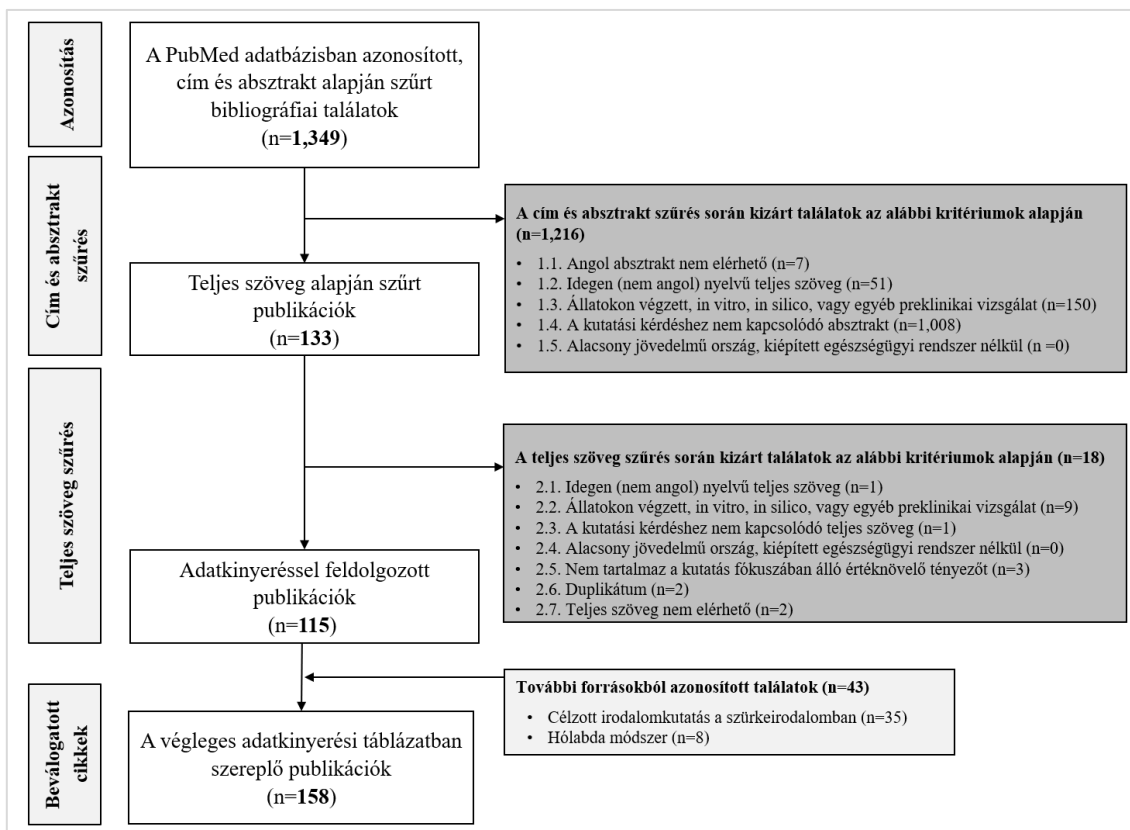 Azonosítás
A PubMed adatbázisban azonosított,
cím és absztrakt alapján szűrt
bibliográfiai találatok
(n=1,349)
Cím és absztrakt
szűrés
A cím és absztrakt szűrés során kizárt találatok az alábbi kritériumok alapján
(n=1,216)
• 1.1. Angol absztrakt nem elérhető (n=7)
• 1.2. Idegen (nem angol) nyelvű teljes szöveg (n=51)
• 1.3. Állatokon végzett, in vitro, in silico, vagy egyéb preklinikai vizsgálat (n=150)
• 1.4. A kutatási kérdéshez nem kapcsolódó absztrakt (n=1,008)
• 1.5. Alacsony jövedelmű ország, kiépített egészségügyi rendszer nélkül (n =0)
Teljes szöveg alapján szűrt
publikációk
(n=133)
Teljes szöveg szűrés
A teljes szöveg szűrés során kizárt találatok az alábbi kritériumok alapján (n=18)
• 2.1. Idegen (nem angol) nyelvű teljes szöveg (n=1)
• 2.2. Állatokon végzett, in vitro, in silico, vagy egyéb preklinikai vizsgálat (n=9)
• 2.3. A kutatási kérdéshez nem kapcsolódó teljes szöveg (n=1)
• 2.4. Alacsony jövedelmű ország, kiépített egészségügyi rendszer nélkül (n=0)
• 2.5. Nem tartalmaz a kutatás fókuszában álló értéknövelő tényezőt (n=3)
• 2.6. Duplikátum (n=2)
• 2.7. Teljes szöveg nem elérhető (n=2)
Adatkinyeréssel feldolgozott
publikációk
(n=115)
Beválogatott
cikkek
További forrásokból azonosított találatok (n=43)
• Célzott irodalomkutatás a szürkeirodalomban (n=35)
• Hólabda módszer (n=8)
A végleges adatkinyerési táblázatban
szereplő publikációk
(n=158)